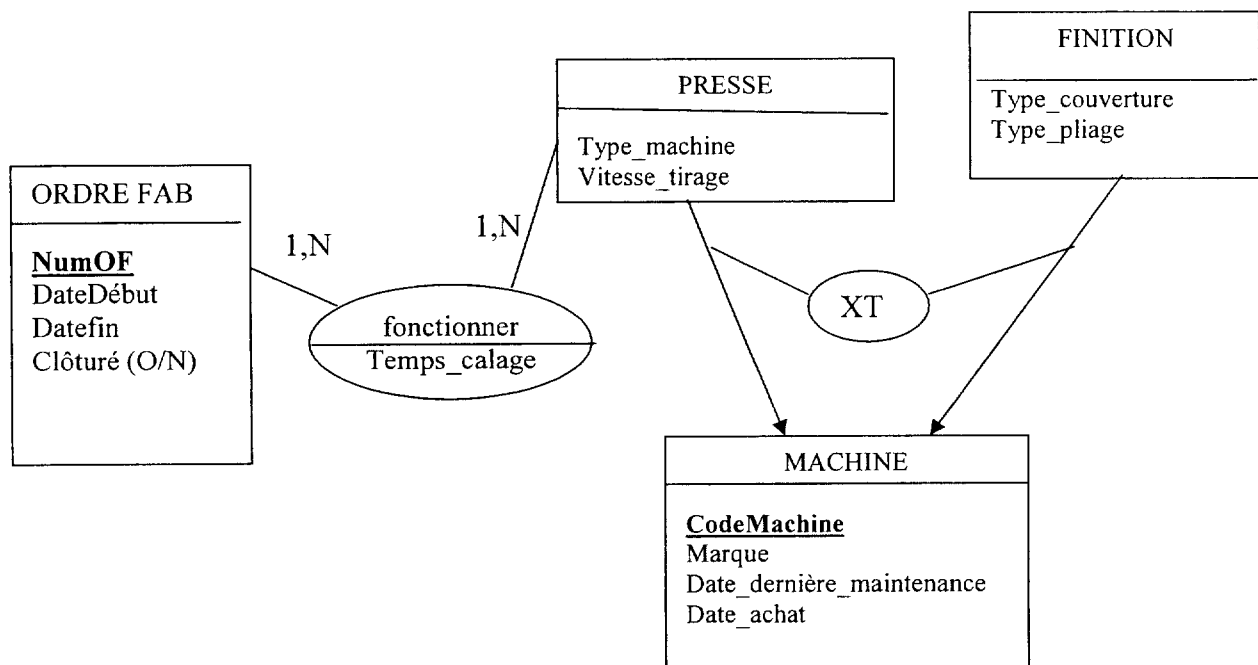 FINITION
Type_couverture
Type_pliage
PRESSE
Type_machine
Vitesse_tirage
ORDRE FAB
NumOF
DateDébut
Datefin
Clôturé (O/N)
1,N
1,N
fonctionner
Temps_calage
XT
MACHINE
CodeMachine
Marque
Date_dernière_maintenance
Date_achat